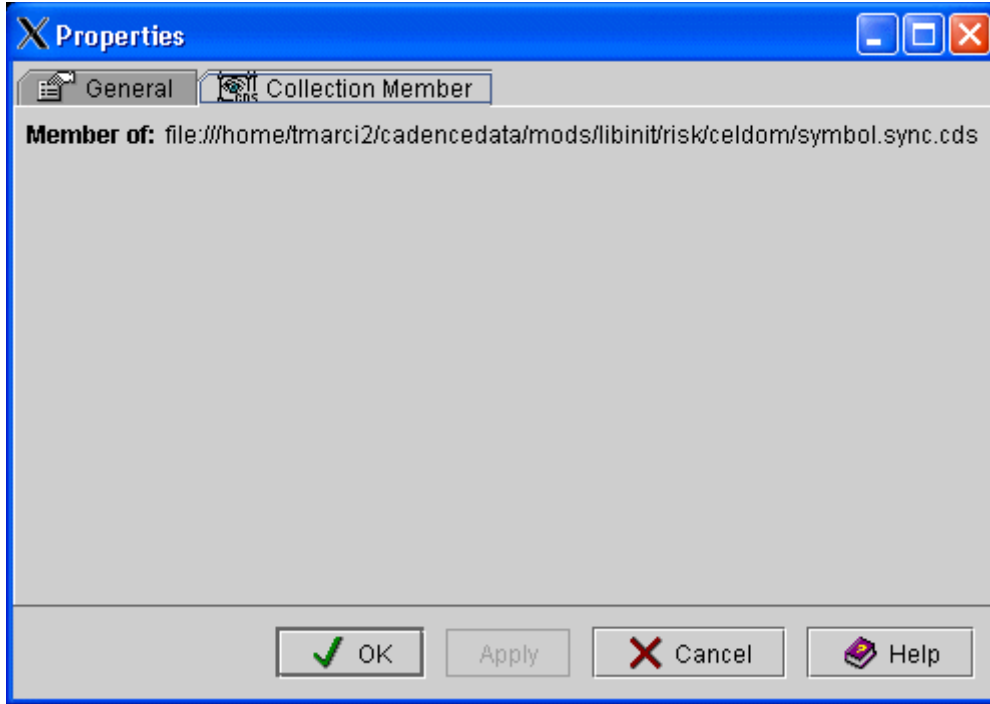 Properties
General
cds Collection Member
Member of: file:///home/tmarci2/cadencedata/mods/libinit/risk/celdom/symbol.sync.cds
OK Apply Cancel Help